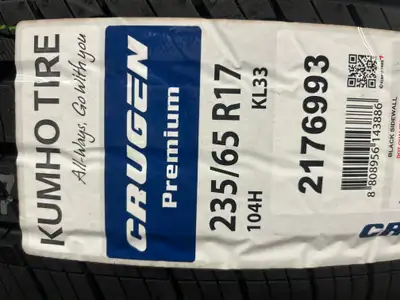 KUMHO TIRE
All-Ways, Go with you
CRUGEN
Premium
235/65 R17
104H
KL33
2176993
8 808956 143886
BLACK SIDEWALL